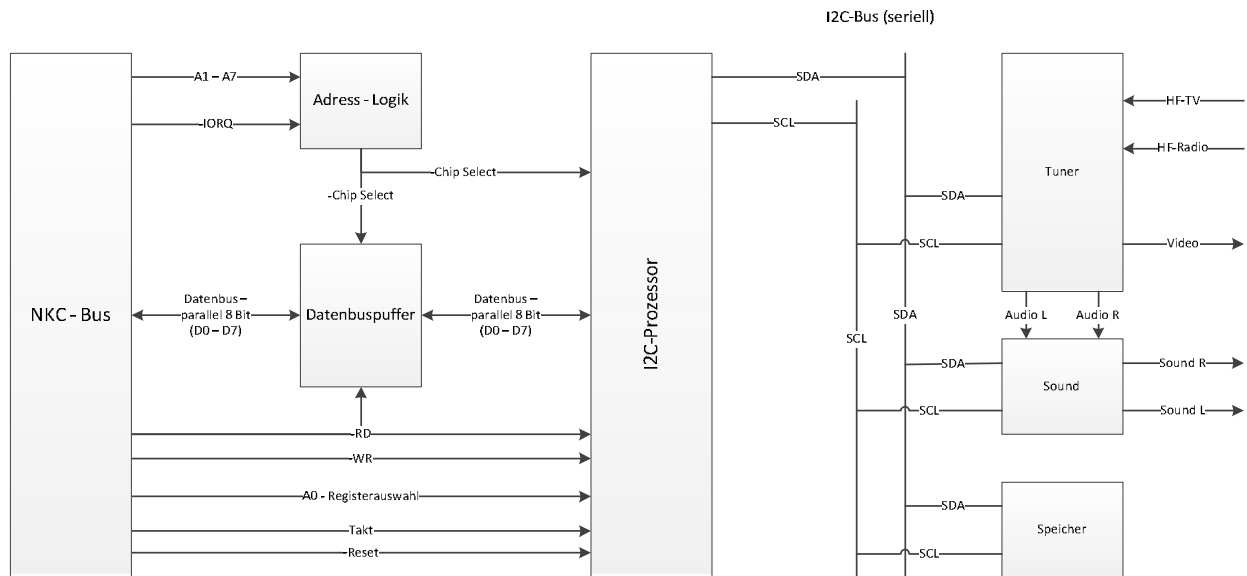 I2C-Bus (seriell)
A1 – A7
-IORQ
Adress - Logik
-Chip Select
-Chip Select
NKC - Bus
Datenbus –
parallel 8 Bit
(D0 – D7)
Datenbuspuffer
Datenbus –
parallel 8 Bit
(D0 – D7)
-RD
-WR
A0 - Registerauswahl
Takt
-Reset
I2C-Prozessor
SDA
SCL
SDA
SCL
SDA
SCL
Tuner
HF-TV
HF-Radio
Video
Audio L
Audio R
SDA
SCL
Sound
Sound R
Sound L
SDA
SCL
Speicher